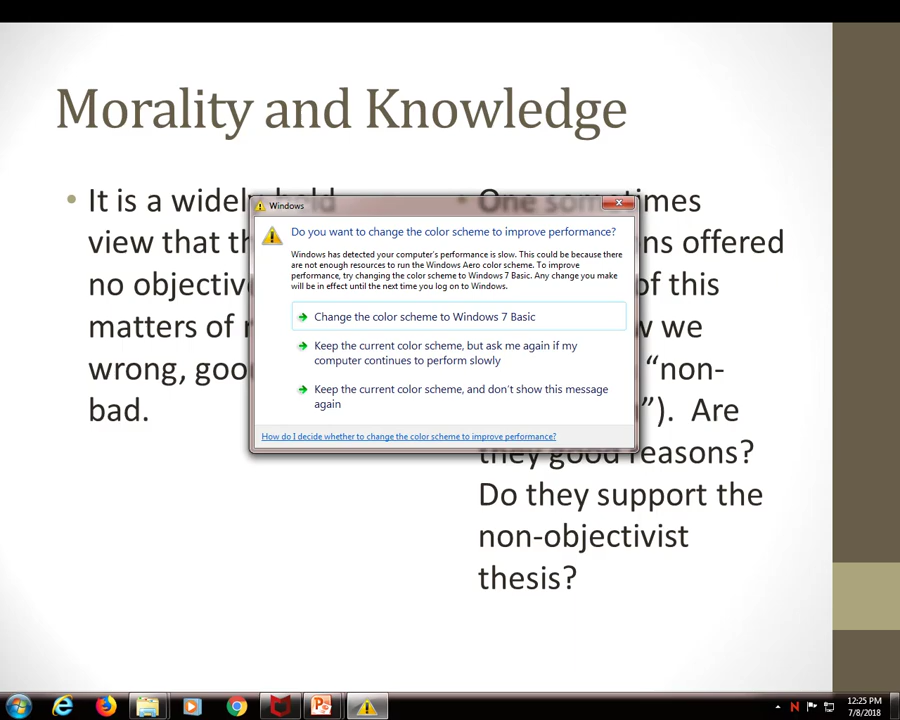 Morality and Knowledge
• It is a widely held
view that th
no objectiv
matters of
wrong, goo
bad.
• One sometimes
ns offered
of this
w we
“non-
”). Are
they good reasons?
Do they support the
non-objectivist
thesis?
Windows
Do you want to change the color scheme to improve performance?
Windows has detected your computer's performance is slow. This could be because there
are not enough resources to run the Windows Aero color scheme. To improve
performance, try changing the color scheme to Windows 7 Basic. Any change you make
will be in effect until the next time you log on to Windows.
Change the color scheme to Windows 7 Basic
Keep the current color scheme, but ask me again if my
computer continues to perform slowly
Keep the current color scheme, and don't show this message
again
How do I decide whether to change the color scheme to improve performance?
12:25 PM
7/8/2018